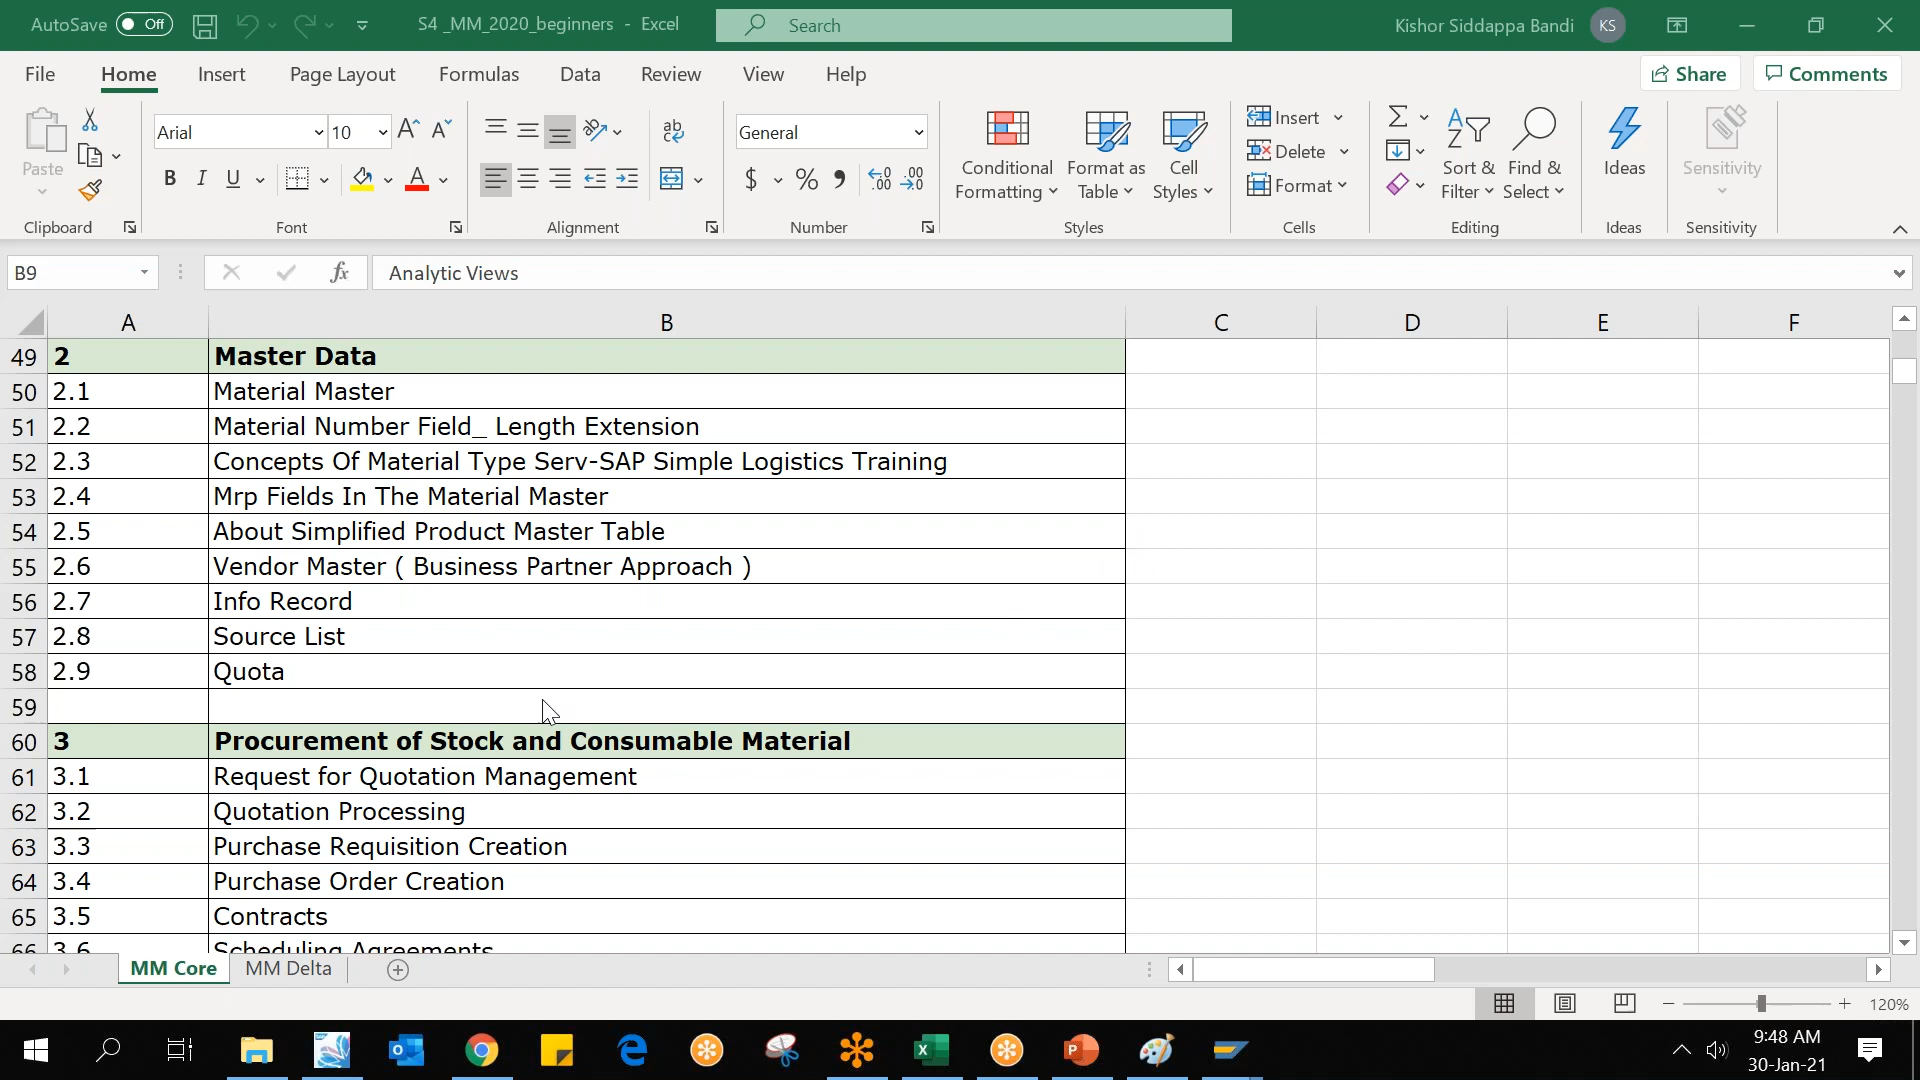 AutoSave Off S4 _MM_2020_beginners - Excel Search Kishor Siddappa Bandi KS
File Home Insert Page Layout Formulas Data Review View Help Share Comments
Paste
Arial 10
B I U
ab
General
$ % 9
Conditional Formatting
Format as Table
Cell Styles
Insert
Delete
Format
Sort & Filter
Find & Select
Ideas
Sensitivity
Clipboard Font Alignment Number Styles Cells Editing Ideas Sensitivity
B9 fx Analytic Views
A B C D E F
49 2 Master Data
50 2.1 Material Master
51 2.2 Material Number Field_ Length Extension
52 2.3 Concepts Of Material Type Serv-SAP Simple Logistics Training
53 2.4 Mrp Fields In The Material Master
54 2.5 About Simplified Product Master Table
55 2.6 Vendor Master ( Business Partner Approach )
56 2.7 Info Record
57 2.8 Source List
58 2.9 Quota
59
60 3 Procurement of Stock and Consumable Material
61 3.1 Request for Quotation Management
62 3.2 Quotation Processing
63 3.3 Purchase Requisition Creation
64 3.4 Purchase Order Creation
65 3.5 Contracts
66 3.6 Scheduling Agreements
MM Core MM Delta
120%
9:48 AM
30-Jan-21